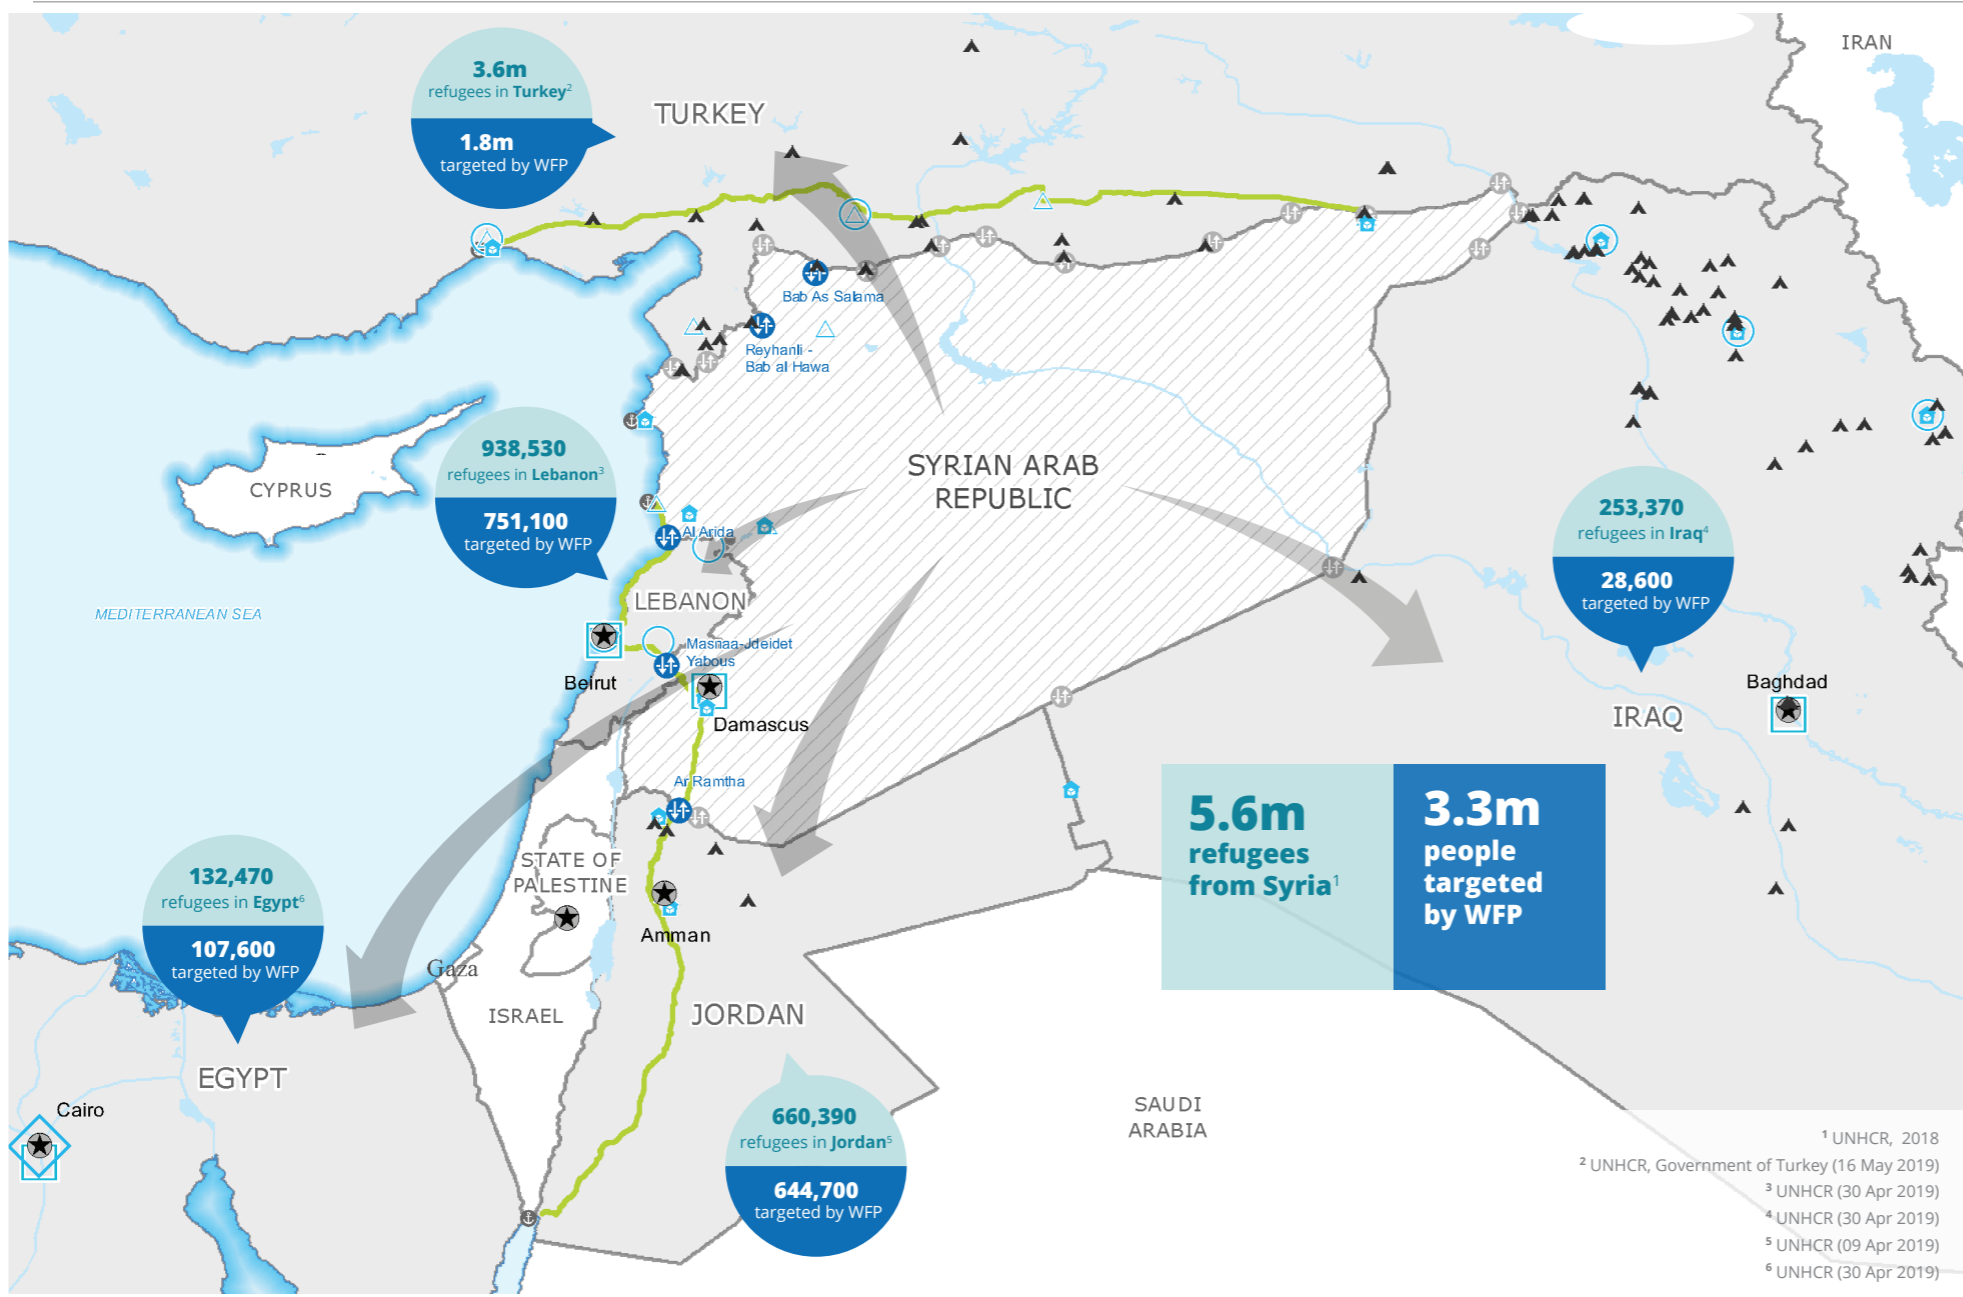 IRAN
3.6m
refugees in Turkey2
1.8m
targeted by WFP
TURKEY
Bab As Salama
Reyhanli -
Bab al Hawa
938,530
refugees in Lebanon3
751,100
targeted by WFP
SYRIAN ARAB
REPUBLIC
CYPRUS
253,370
refugees in Iraq4
28,600
targeted by WFP
Al Arida
MEDITERRANEAN SEA
LEBANON
Masnaa-Jdeidet
Yabous
Beirut
Damascus
Baghdad
IRAQ
Ar Ramtha
5.6m
refugees
from Syria1
3.3m
people
targeted
by WFP
STATE OF
PALESTINE
132,470
refugees in Egypt6
107,600
targeted by WFP
Amman
Gaza
ISRAEL
JORDAN
EGYPT
Cairo
660,390
refugees in Jordan5
644,700
targeted by WFP
SAUDI
ARABIA
1 UNHCR, 2018
2 UNHCR, Government of Turkey (16 May 2019)
3 UNHCR (30 Apr 2019)
4 UNHCR (30 Apr 2019)
5 UNHCR (09 Apr 2019)
6 UNHCR (30 Apr 2019)